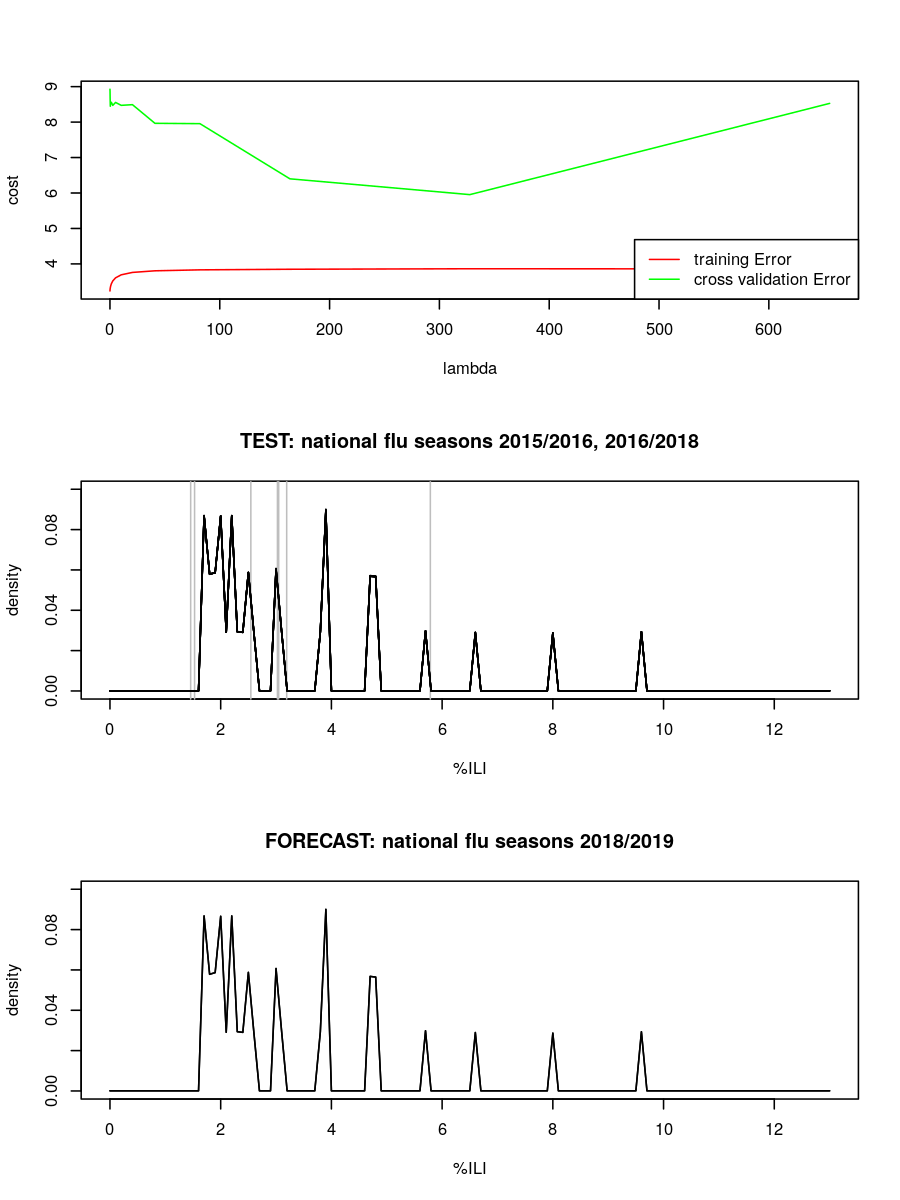 9
8
7
6
5
4
cost
training Error
cross validation Error
0 100 200 300 400 500 600
lambda
TEST: national flu seasons 2015/2016, 2016/2018
0.08
0.04
0.00
density
0 2 4 6 8 10 12
%ILI
FORECAST: national flu seasons 2018/2019
0.08
0.04
0.00
density
0 2 4 6 8 10 12
%ILI